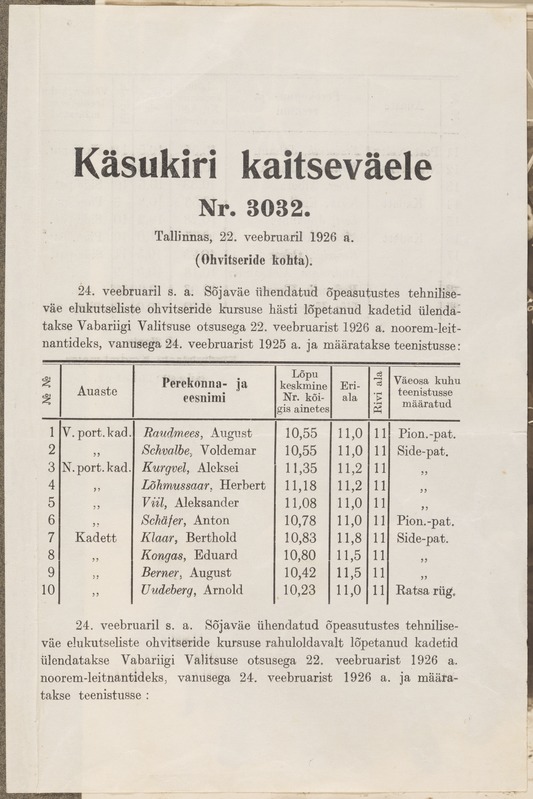 Käsukiri kaitseväele
Nr. 3032.
Tallinnas, 22. veebruaril 1926 a.
(Ohvitseride kohta).
24. veebruaril s. a. Sõjaväe ühendatud õpeasutustes tehnilise-
väe elukutseliste ohvitseride kursuse hästi lõpetanud kadetid ülenda-
takse Vabariigi Valitsuse otsusega 22. veebruarist 1926 a. noorem-leit-
nantideks, vanusega 24. veebruarist 1925 a. ja määratakse teenistusse:
№№ Auaste Perekonna- ja eesnimi Lõpu keskmine Nr. kõi-gis ainetes Eri-ala Rivi ala Väeosa kuhu teenistusse määratud
1 V. port. kad. Raudmees, August 10,55 11,0 11 Pion.-pat.
2 ,, Schvalbe, Voldemar 10,55 11,0 11 Side-pat.
3 N. port. kad. Kurgvel, Aleksei 11,35 11,2 11 ,,
4 ,, Lõhmussaar, Herbert 11,18 11,2 11 ,,
5 ,, Viil, Aleksander 11,08 11,0 11 ,,
6 ,, Schäfer, Anton 10,78 11,0 11 Pion.-pat.
7 Kadett Klaar, Berthold 10,83 11,8 11 Side-pat.
8 ,, Kongas, Eduard 10,80 11,5 11 ,,
9 ,, Berner, August 10,42 11,5 11 ,,
10 ,, Uudeberg, Arnold 10,23 11,0 11 Ratsa rüg.
24. veebruaril s. a. Sõjaväe ühendatud õpeasutustes tehnilise-
väe elukutseliste ohvitseride kursuse rahuloldavalt lõpetanud kadetid
ülendatakse Vabariigi Valitsuse otsusega 22. veebruarist 1926 a.
noorem-leitnantideks, vanusega 24. veebruarist 1926 a. ja määra-
takse teenistusse :